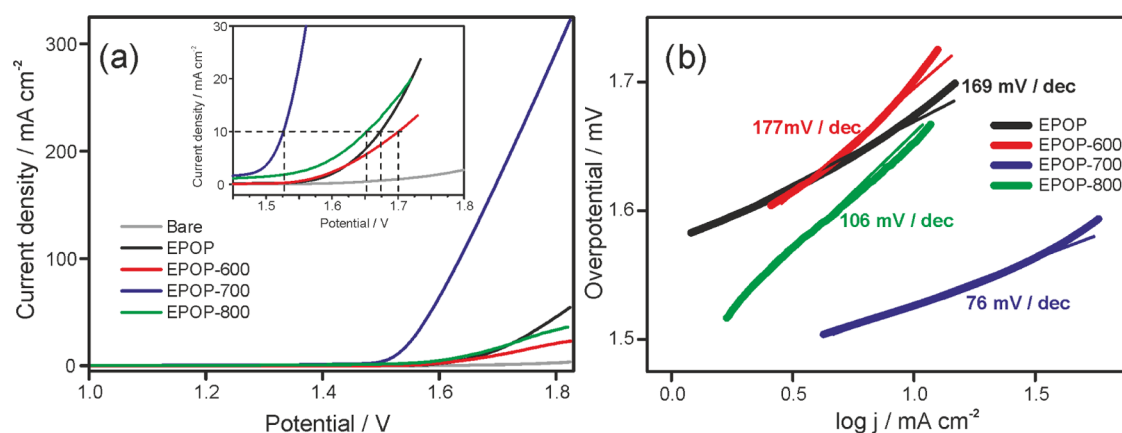 (a)
Current density / mA cm⁻²
300
200
100
0
1.0
1.2
1.4
1.6
1.8
Potential / V
Current density / mA cm⁻²
30
20
10
0
1.5
1.6
1.7
1.8
Potential / V
Bare
EPOP
EPOP-600
EPOP-700
EPOP-800
(b)
Overpotential / mV
1.7
1.6
1.5
0.0
0.5
1.0
1.5
log j / mA cm⁻²
169 mV / dec
177mV / dec
106 mV / dec
76 mV / dec
EPOP
EPOP-600
EPOP-700
EPOP-800